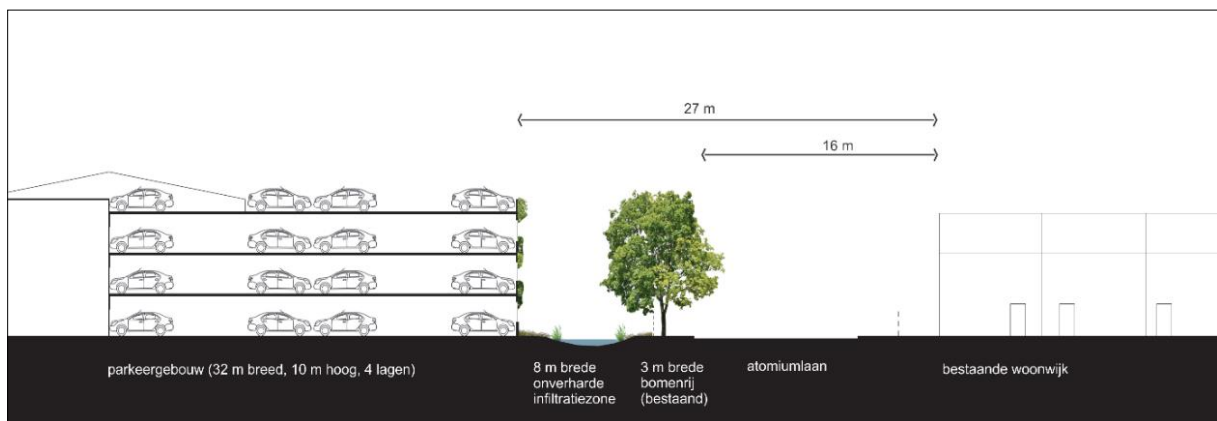 27 m
16 m
parkeergebouw (32 m breed, 10 m hoog, 4 lagen)
8 m brede
onverharde
infiltratiezone
3 m brede
bomenrij
(bestaand)
atomiumlaan
bestaande woonwijk